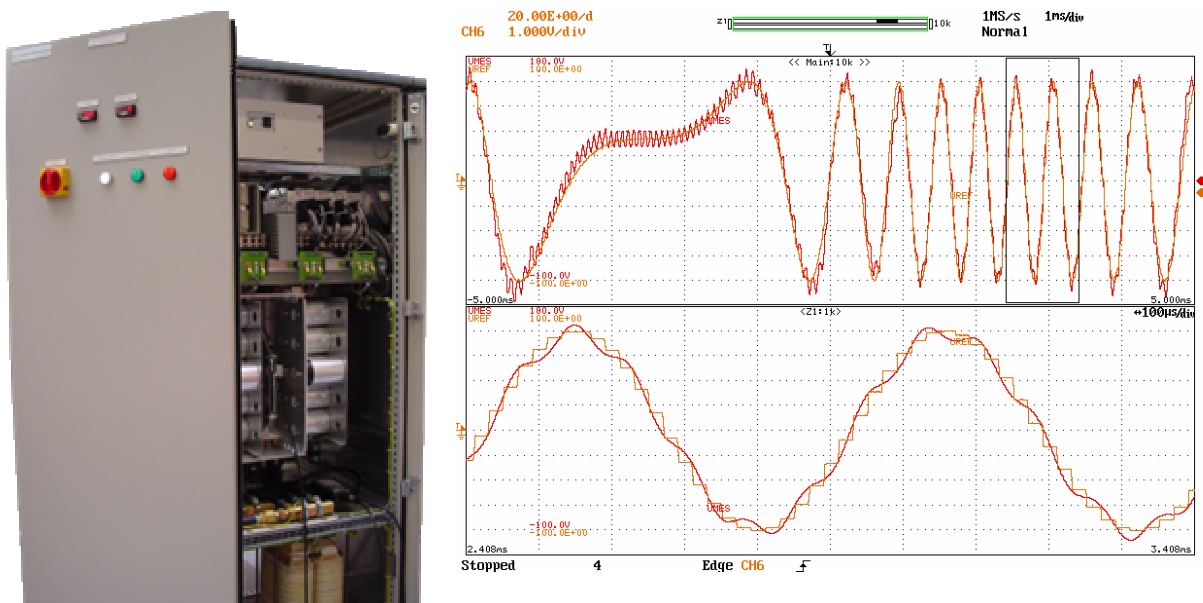 20.00E+00/d
CH6 1.000V/div
Z1 10k
1MS/s 1ms/div
Normal
T
<< Main:10k >>
UMES 100.0V
UREF 100.0E+00
UMES
UREF
T
-100.0V
-100.0E+00
-5.000ms
5.000ms
UMES 100.0V
UREF 100.0E+00
<Z1:1k>
↔100µs/div
UREF
T
UMES
-100.0V
-100.0E+00
2.408ms
3.408ms
Stopped 4 Edge CH6